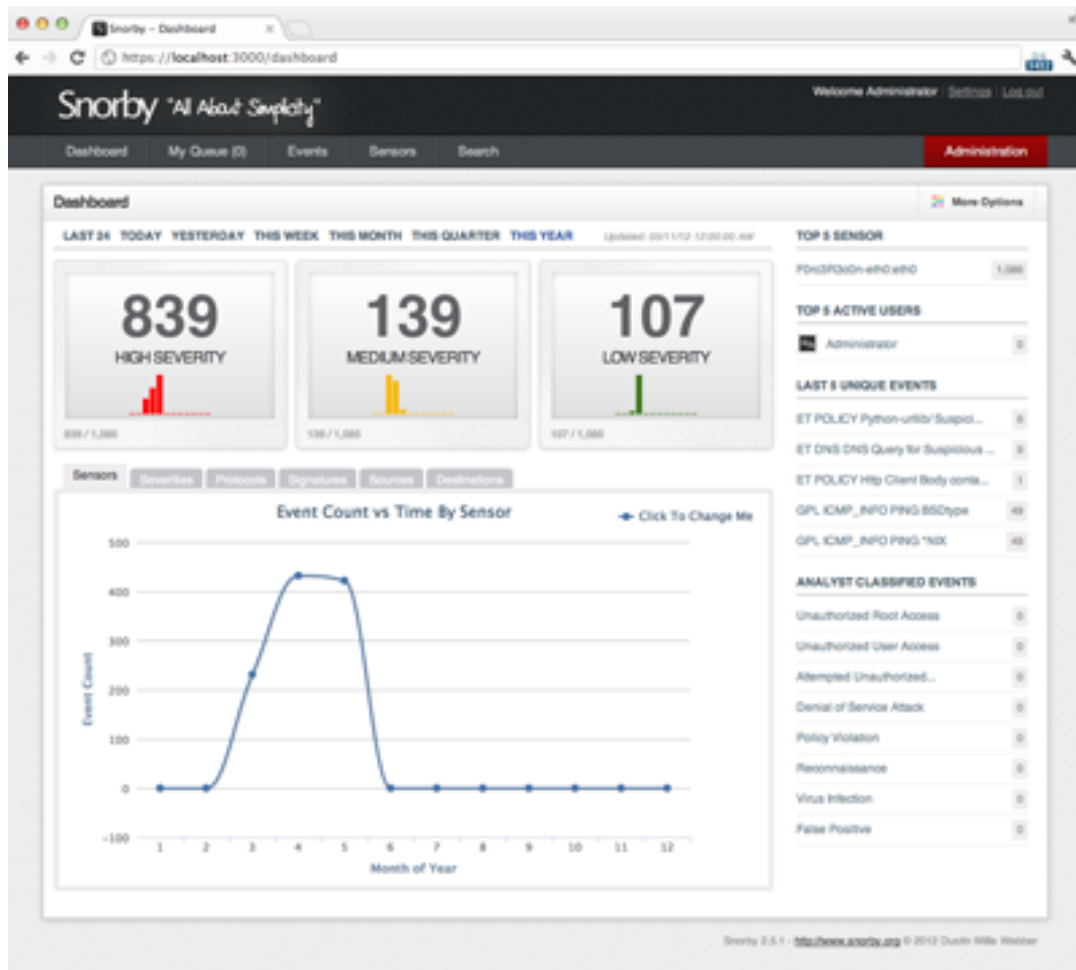 Snorby - Dashboard
https://localhost:3000/dashboard
Snorby "All About Simplicity"
Welcome Administrator | Settings | Log out
Dashboard
My Queue (0)
Events
Sensors
Search
Administration
Dashboard
More Options
LAST 24 TODAY YESTERDAY THIS WEEK THIS MONTH THIS QUARTER THIS YEAR
Updated: 12:00:00 AM
839
HIGH SEVERITY
839 / 1,085
139
MEDIUM SEVERITY
139 / 1,085
107
LOW SEVERITY
107 / 1,085
Sensors
Severities
Protocols
Signatures
Sources
Destinations
Event Count vs Time By Sensor
Click To Change Me
Event Count
500
400
300
200
100
0
-100
1 2 3 4 5 6 7 8 9 10 11 12
Month of Year
TOP 5 SENSOR
1,085
TOP 5 ACTIVE USERS
Administrator 0
LAST 5 UNIQUE EVENTS
ET POLICY Python-urllib/ Suspici...
ET DNS DNS Query for Suspicious ... 9
ET POLICY Http Client Body conta... 1
GPL ICMP_INFO PING BSDtype 49
GPL ICMP_INFO PING *NIX 49
ANALYST CLASSIFIED EVENTS
Unauthorized Root Access 0
Unauthorized User Access 0
Attempted Unauthorized... 0
Denial of Service Attack 0
Policy Violation 0
Reconnaissance 0
Virus Infection 0
False Positive 0
Snorby 2.5.1 - http://www.snorby.org © 2012 Dustin Willis Webber